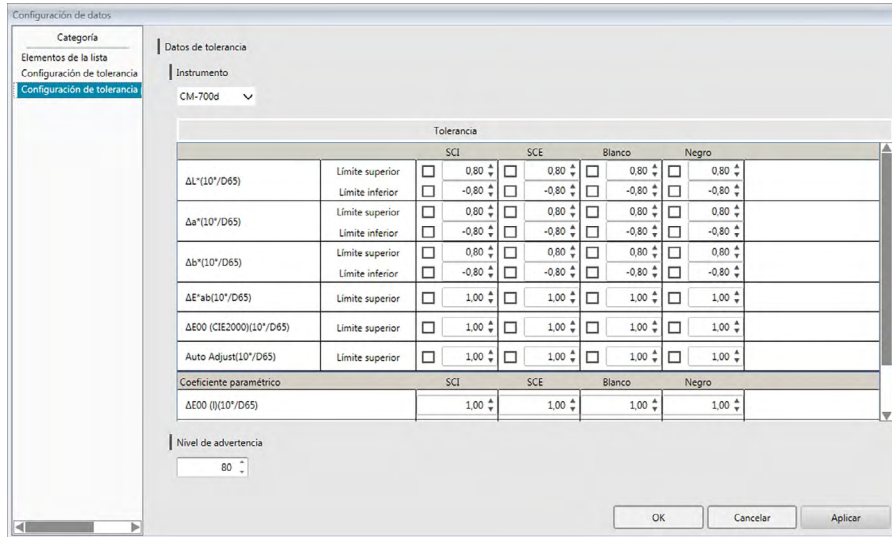 Configuración de datos
Categoría
Elementos de la lista
Configuración de tolerancia
Configuración de tolerancia
Datos de tolerancia
Instrumento
CM-700d
Tolerancia
SCI SCE Blanco Negro
ΔL*(10°/D65) Límite superior 0,80 0,80 0,80 0,80
Límite inferior -0,80 -0,80 -0,80 -0,80
Δa*(10°/D65) Límite superior 0,80 0,80 0,80 0,80
Límite inferior -0,80 -0,80 -0,80 -0,80
Δb*(10°/D65) Límite superior 0,80 0,80 0,80 0,80
Límite inferior -0,80 -0,80 -0,80 -0,80
ΔE*ab(10°/D65) Límite superior 1,00 1,00 1,00 1,00
ΔE00 (CIE2000)(10°/D65) Límite superior 1,00 1,00 1,00 1,00
Auto Adjust(10°/D65) Límite superior 1,00 1,00 1,00 1,00
Coeficiente paramétrico SCI SCE Blanco Negro
ΔE00 (l)(10°/D65) 1,00 1,00 1,00 1,00
Nivel de advertencia
80
OK Cancelar Aplicar